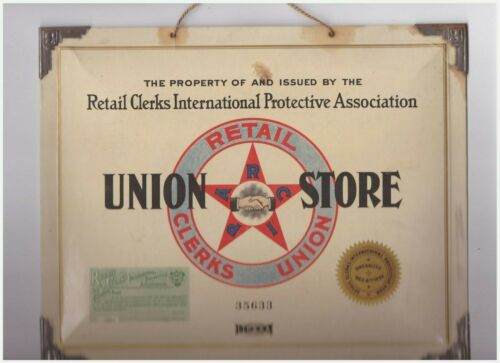 THE PROPERTY OF AND ISSUED BY THE
Retail Clerks International Protective Association
RETAIL
UNION STORE
R C I P A
CLERKS UNION
35633